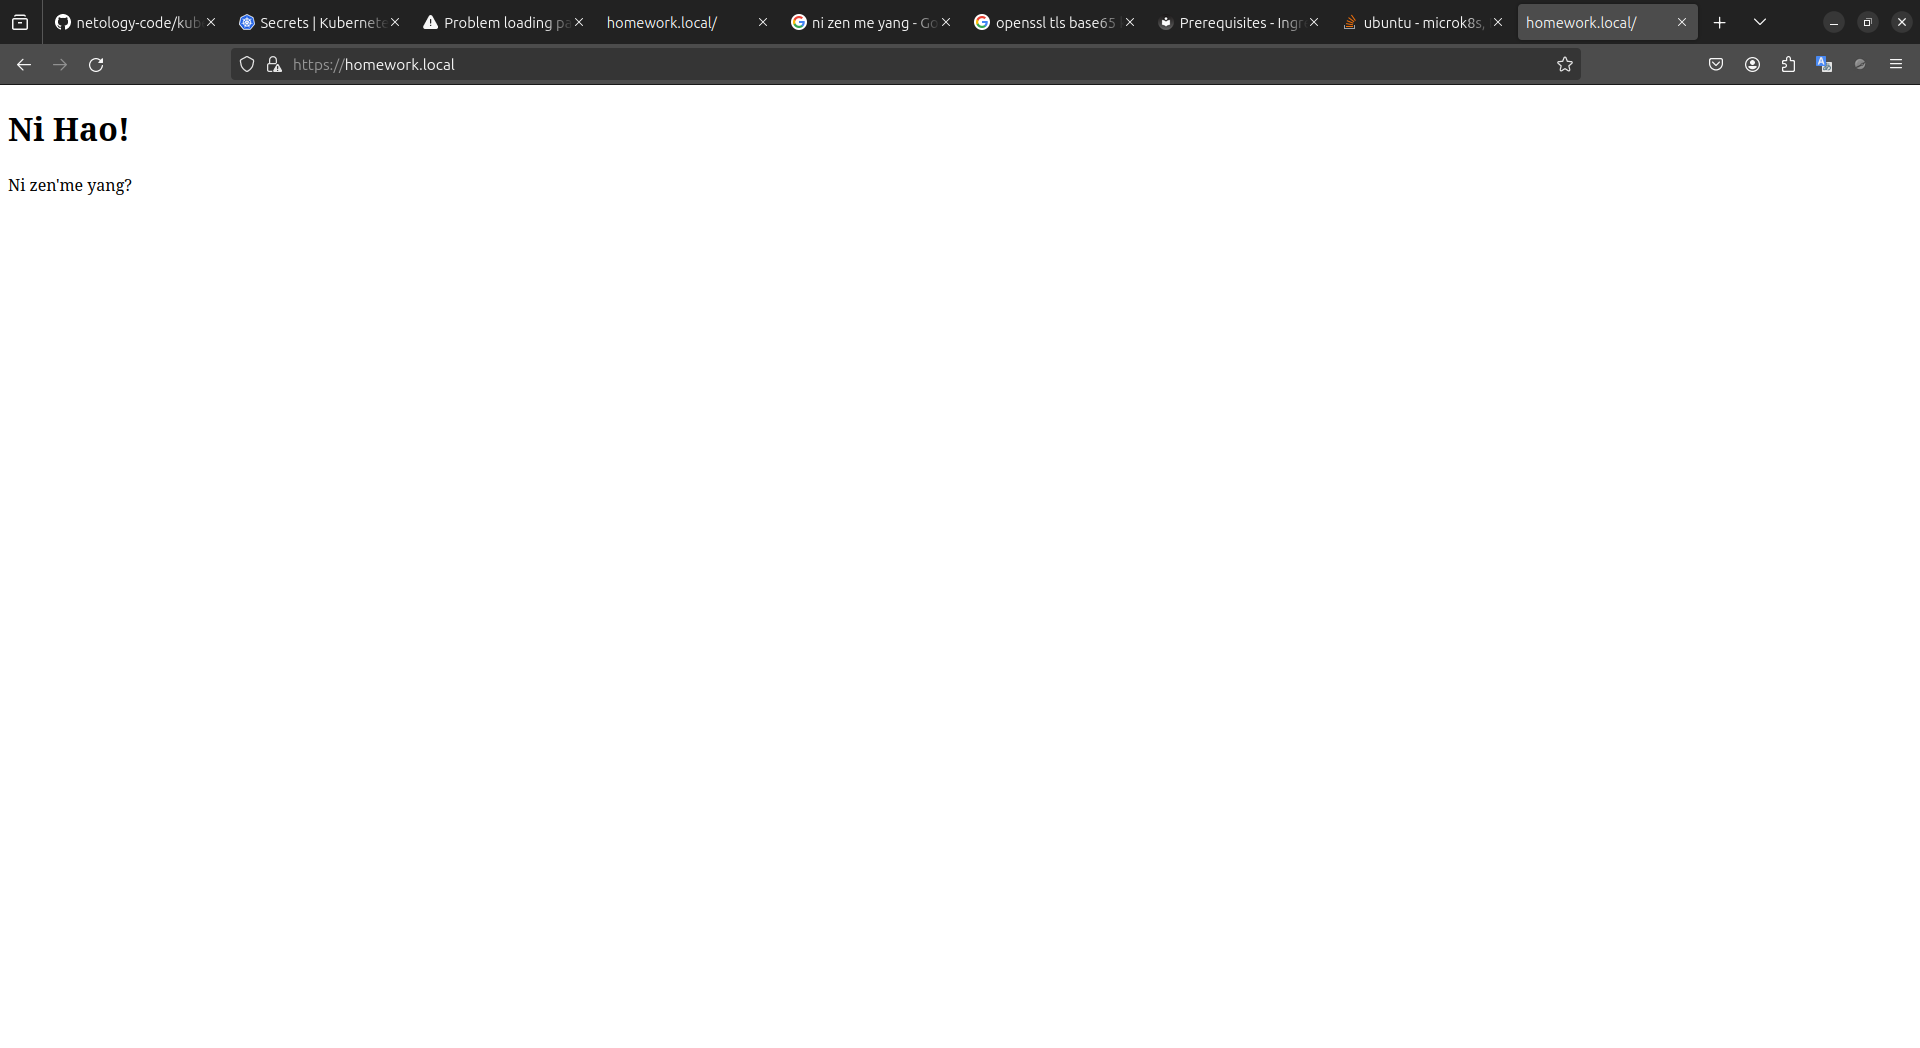 netology-code/kub
Secrets | Kubernete
Problem loading pa
homework.local/
ni zen me yang - Go
openssl tls base65
Prerequisites - Ingr
ubuntu - microk8s,
homework.local/
https://homework.local
Ni Hao!
Ni zen'me yang?